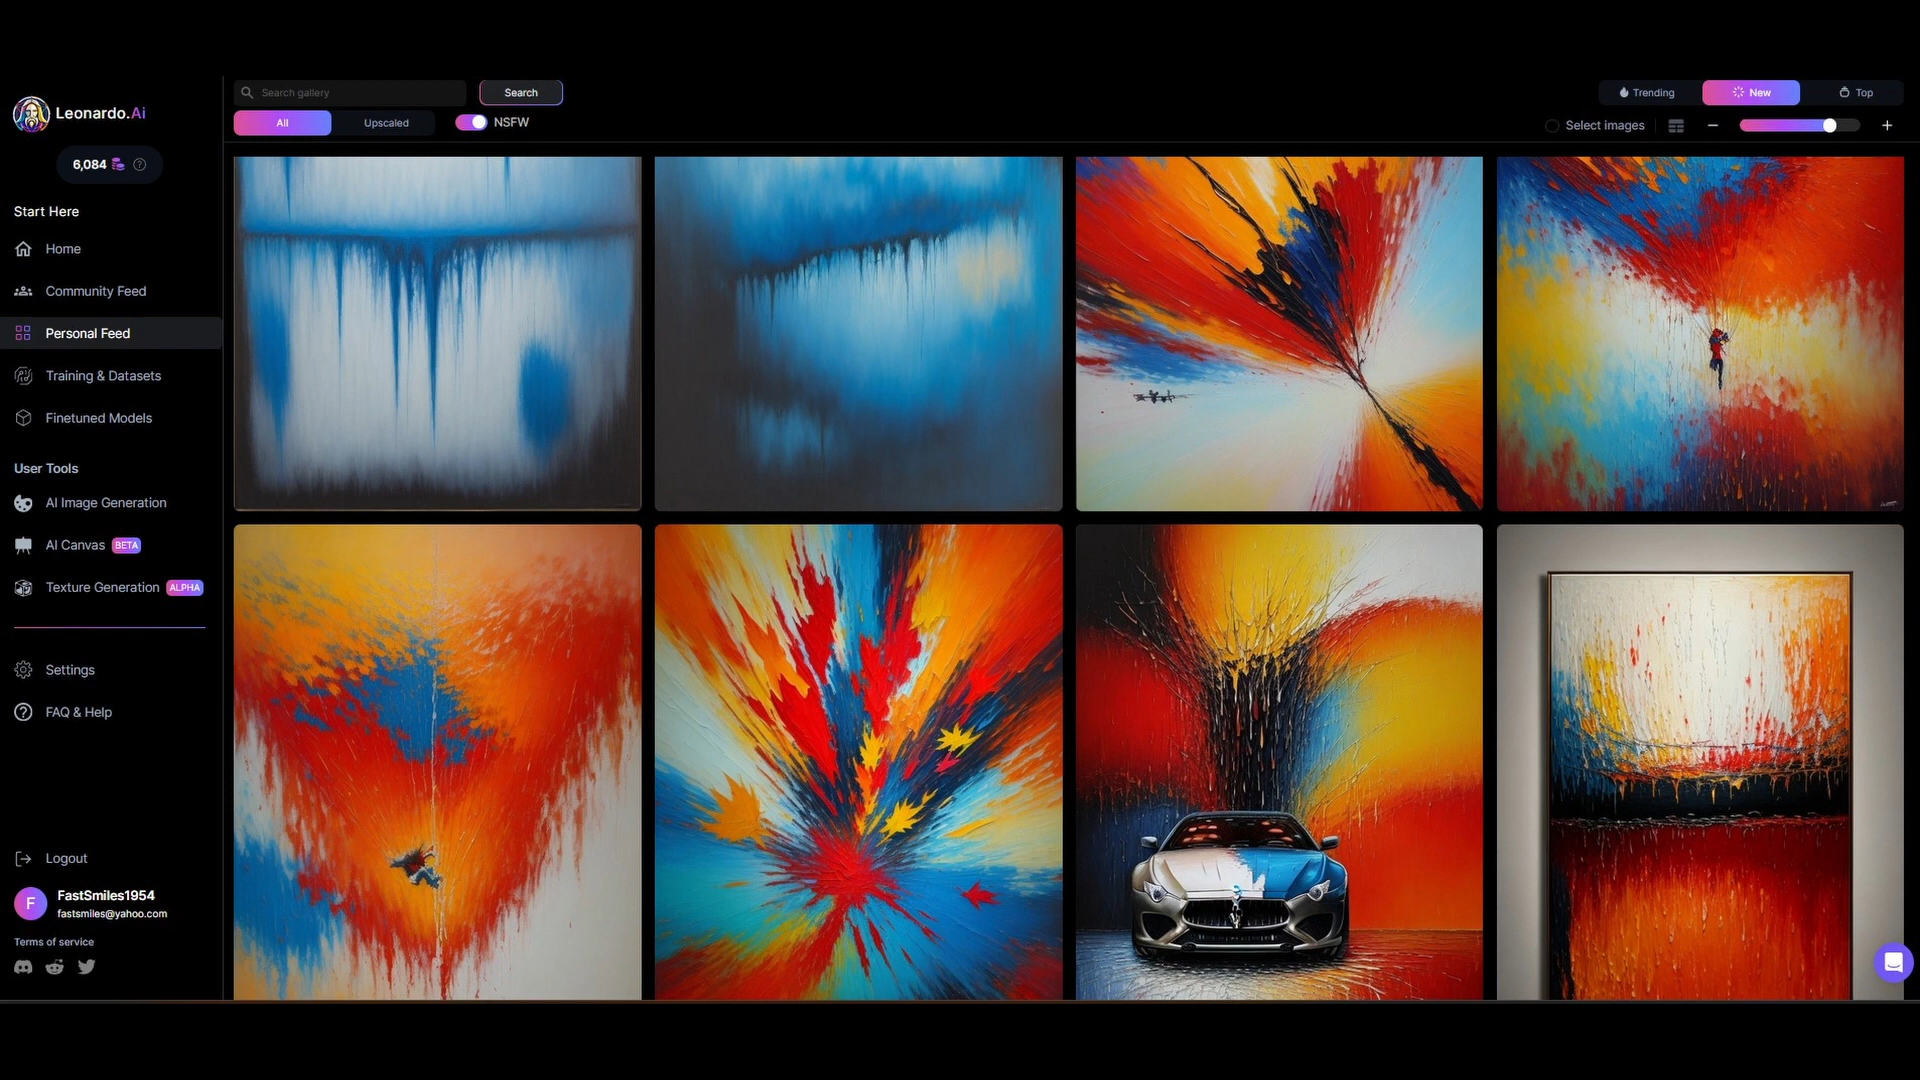 Leonardo.Ai
6,084
Start Here
Home
Community Feed
Personal Feed
Training & Datasets
Finetuned Models
User Tools
AI Image Generation
AI Canvas BETA
Texture Generation ALPHA
Settings
FAQ & Help
Logout
F
FastSmiles1954
fastsmiles@yahoo.com
Terms of service
Search gallery
Search
Trending
New
Top
All
Upscaled
NSFW
Select images